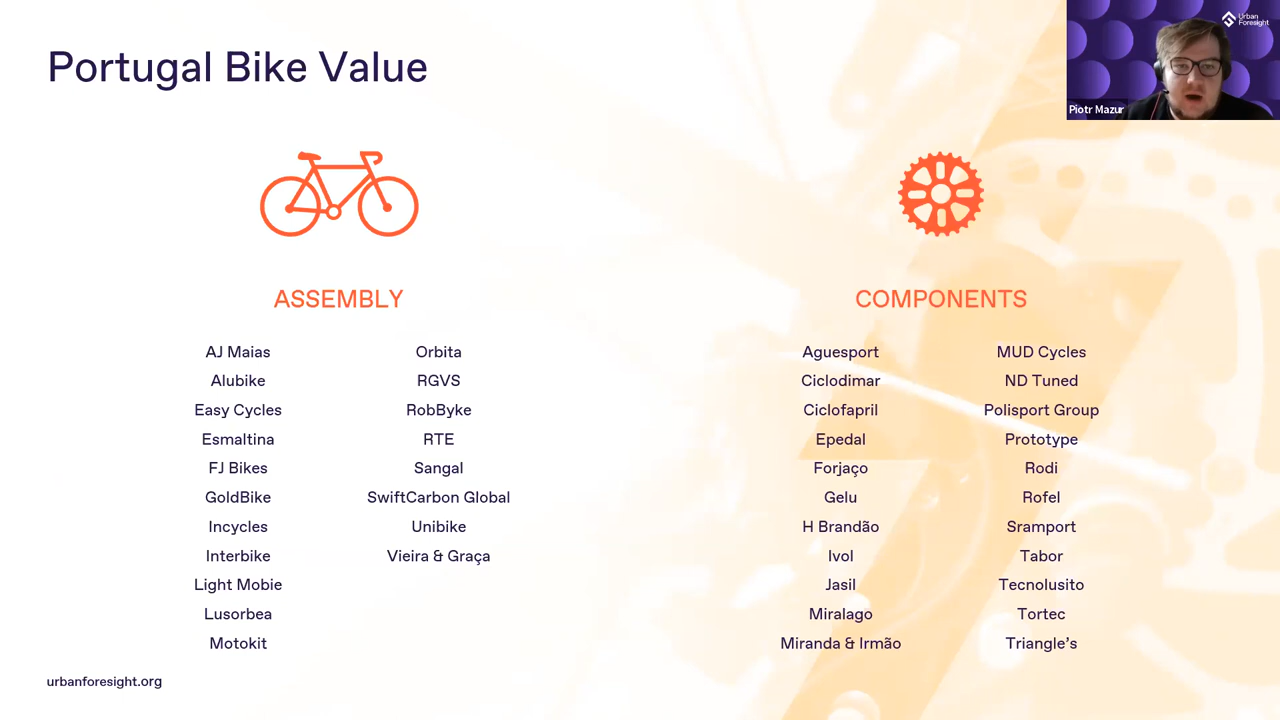 Portugal Bike Value
Urban
Foresight
Piotr Mazur
ASSEMBLY
AJ Maias
Alubike
Easy Cycles
Esmaltina
FJ Bikes
GoldBike
Incycles
Interbike
Light Mobie
Lusorbea
Motokit
Orbita
RGVS
RobByke
RTE
Sangal
SwiftCarbon Global
Unibike
Vieira & Graça
COMPONENTS
Aguesport
Ciclodimar
Ciclofapril
Epedal
Forjaço
Gelu
H Brandão
Ivol
Jasil
Miralago
Miranda & Irmão
MUD Cycles
ND Tuned
Polisport Group
Prototype
Rodi
Rofel
Sramport
Tabor
Tecnolusito
Tortec
Triangle’s
urbanforesight.org